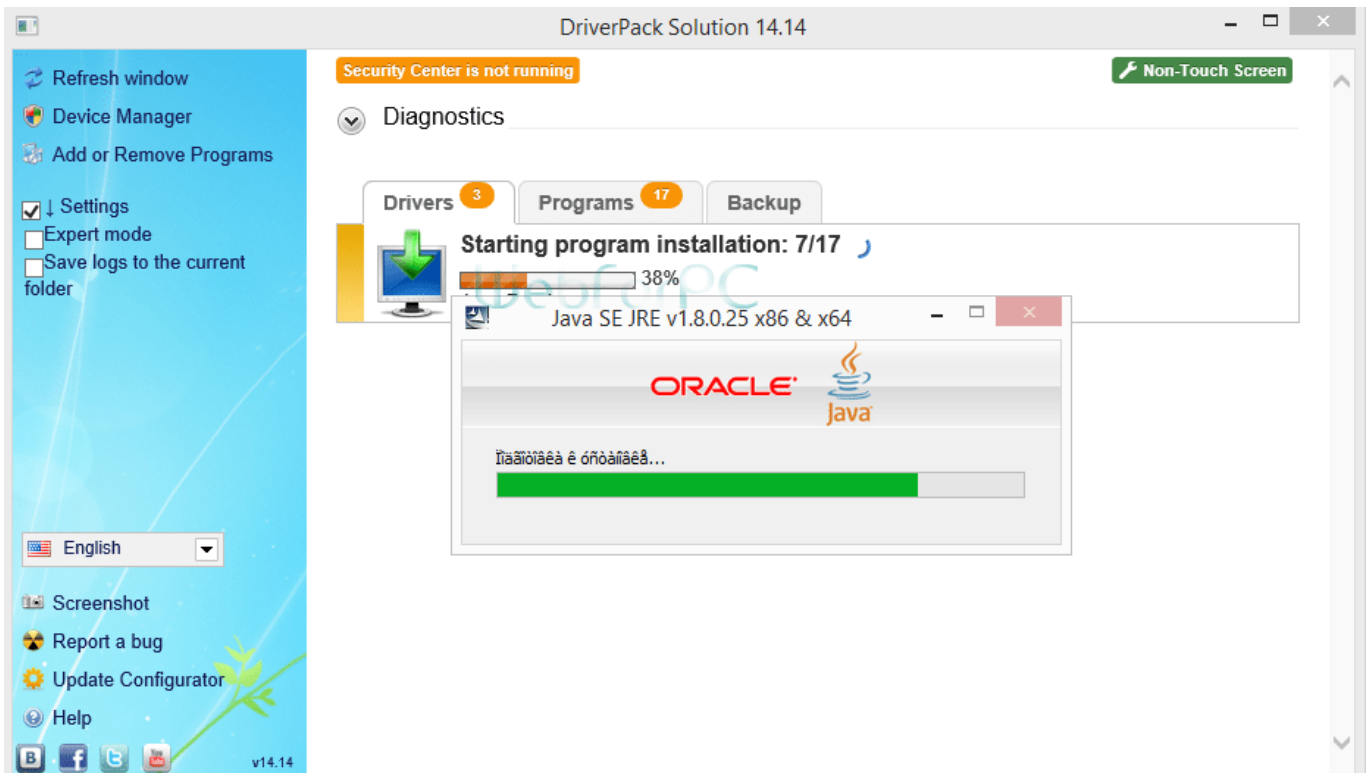 DriverPack Solution 14.14
Refresh window
Device Manager
Add or Remove Programs
↓ Settings
Expert mode
Save logs to the current
folder
English
Screenshot
Report a bug
Update Configurator
Help
v14.14
Security Center is not running
Non-Touch Screen
Diagnostics
Drivers 3
Programs 17
Backup
Starting program installation: 7/17
38%
WebForPC
Java SE JRE v1.8.0.25 x86 & x64
ORACLE
Java
Ïîäãîòîâêà ê óñòàíîâêå...